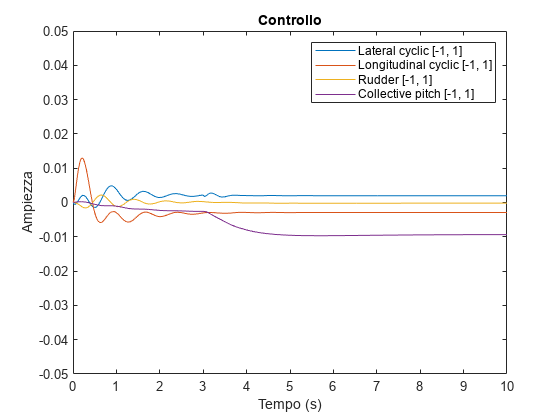 Controllo
0.05
0.04
0.03
0.02
0.01
0
-0.01
-0.02
-0.03
-0.04
-0.05
Ampiezza
Lateral cyclic [-1, 1]
Longitudinal cyclic [-1, 1]
Rudder [-1, 1]
Collective pitch [-1, 1]
0 1 2 3 4 5 6 7 8 9 10
Tempo (s)